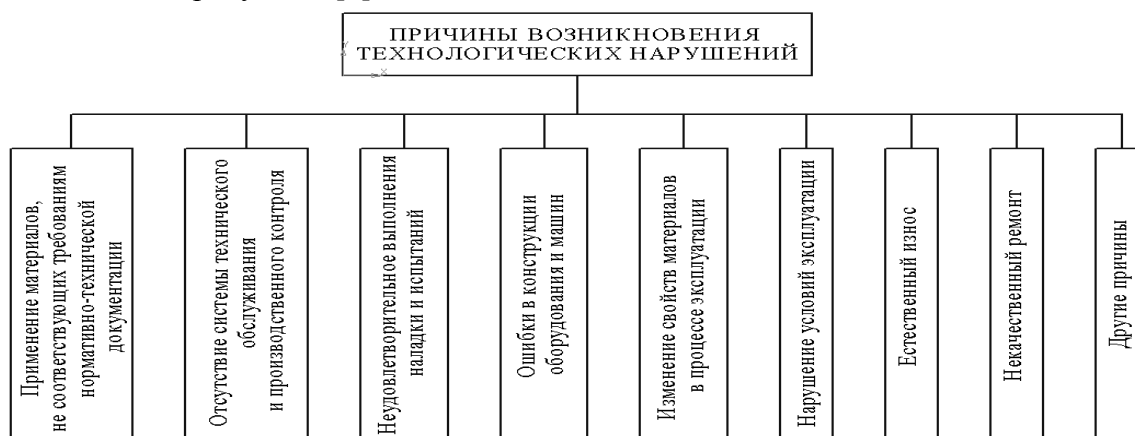 ПРИЧИНЫ ВОЗНИКНОВЕНИЯ
ТЕХНОЛОГИЧЕСКИХ НАРУШЕНИЙ
Применение материалов,
не соответствующих требованиям
нормативно-технической
документации
Отсутствие системы технического
обслуживания
и производственного контроля
Неудовлетворительное выполнения
наладки и испытаний
Ошибки в конструкции
оборудования и машин
Изменение свойств материалов
в процессе эксплуатации
Нарушение условий эксплуатации
Естественный износ
Некачественный ремонт
Другие причины